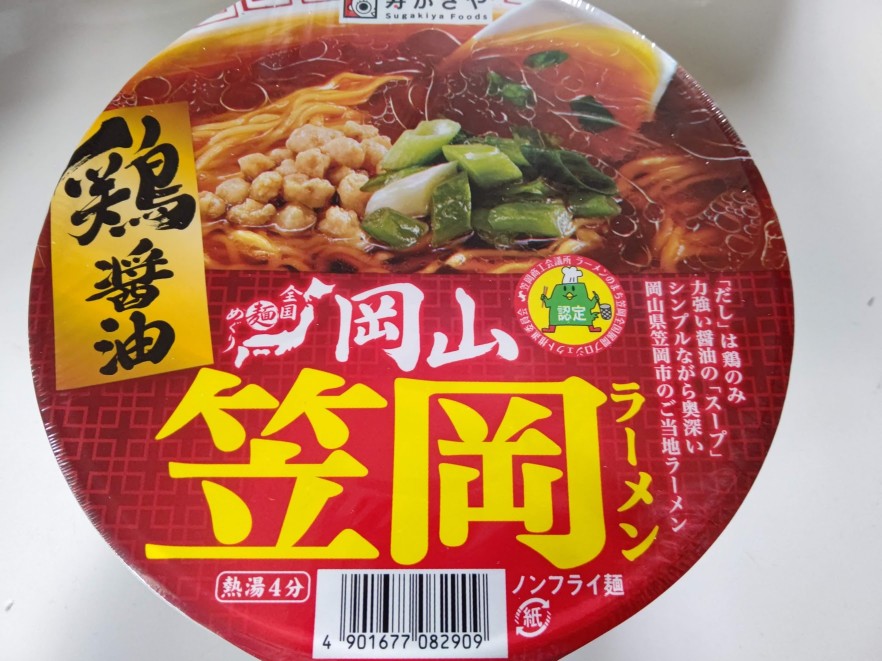 寿がきや
Sugakiya Foods
鶏醤油
全国
麺
めぐり
岡山
笠岡
ラーメン
認定
「だし」は鶏のみ
力強い醤油の「スープ」
シンプルながら奥深い
岡山県笠岡市のご当地ラーメン
熱湯4分
ノンフライ麺
紙
4 901677 082909